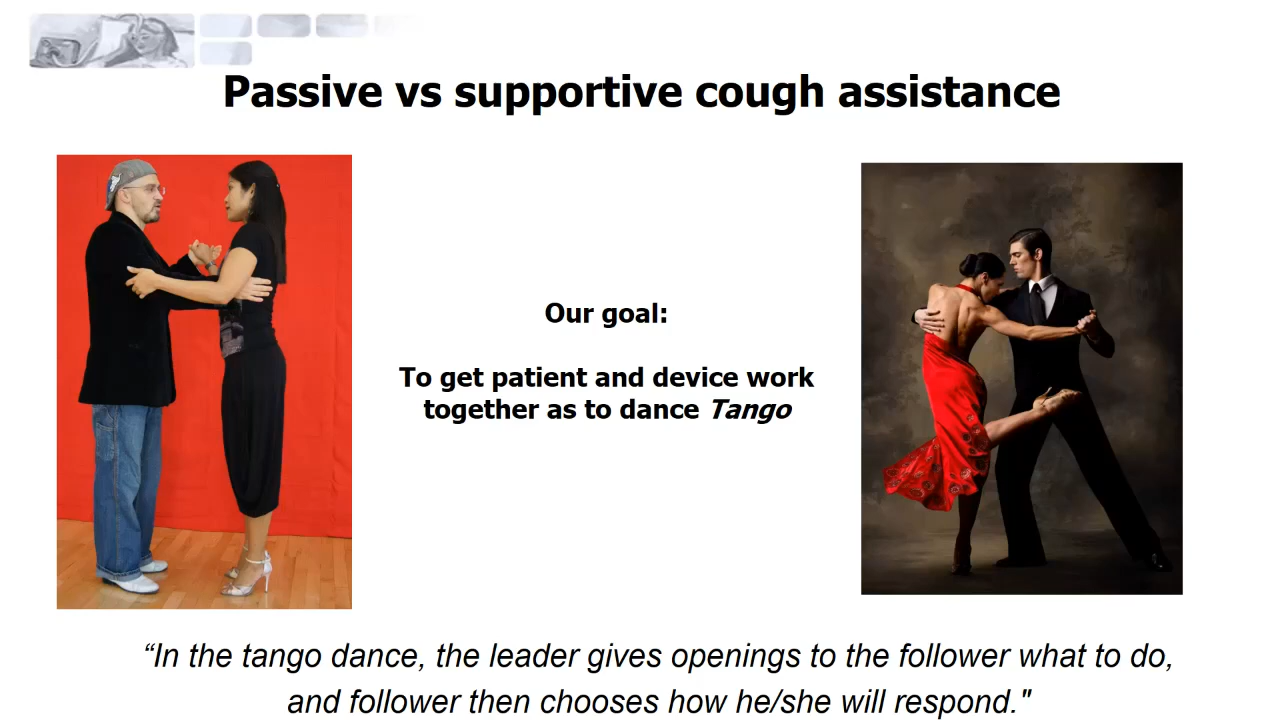 Passive vs supportive cough assistance
Our goal:
To get patient and device work
together as to dance Tango
“In the tango dance, the leader gives openings to the follower what to do,
and follower then chooses how he/she will respond."